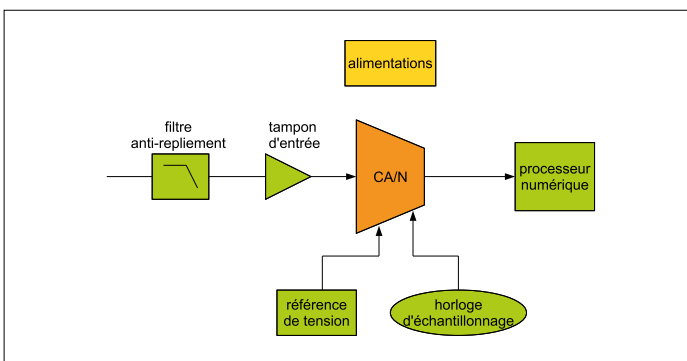 alimentations
filtre
anti-repliement
tampon
d'entrée
CA/N
processeur
numérique
référence
de tension
horloge
d'échantillonnage